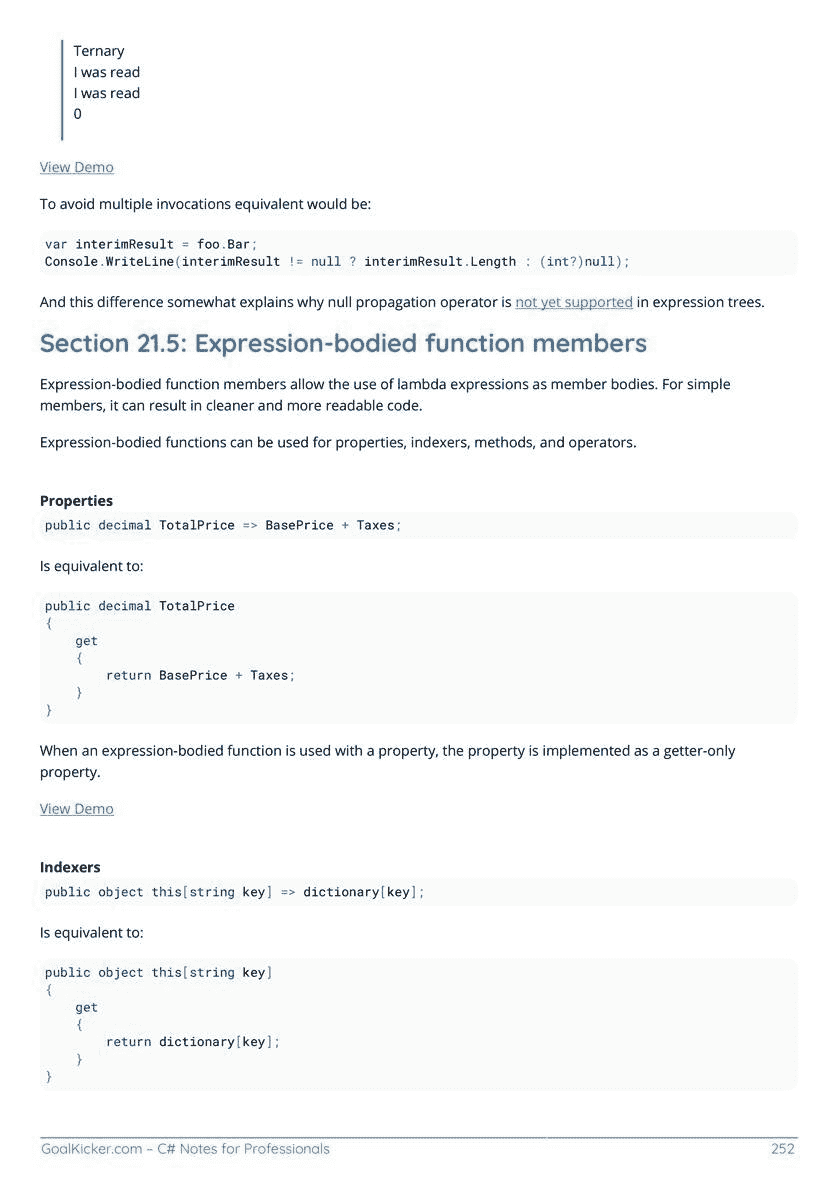 Ternary
I was read
I was read
0
View Demo
To avoid multiple invocations equivalent would be:
var interimResult = foo.Bar;
Console.WriteLine(interimResult != null ? interimResult.Length : (int?)null);
And this difference somewhat explains why null propagation operator is not yet supported in expression trees.
Section 21.5: Expression-bodied function members
Expression-bodied function members allow the use of lambda expressions as member bodies. For simple
members, it can result in cleaner and more readable code.
Expression-bodied functions can be used for properties, indexers, methods, and operators.
Properties
public decimal TotalPrice => BasePrice + Taxes;
Is equivalent to:
public decimal TotalPrice
{
    get
    {
        return BasePrice + Taxes;
    }
}
When an expression-bodied function is used with a property, the property is implemented as a getter-only
property.
View Demo
Indexers
public object this[string key] => dictionary[key];
Is equivalent to:
public object this[string key]
{
    get
    {
        return dictionary[key];
    }
}
GoalKicker.com – C# Notes for Professionals 252